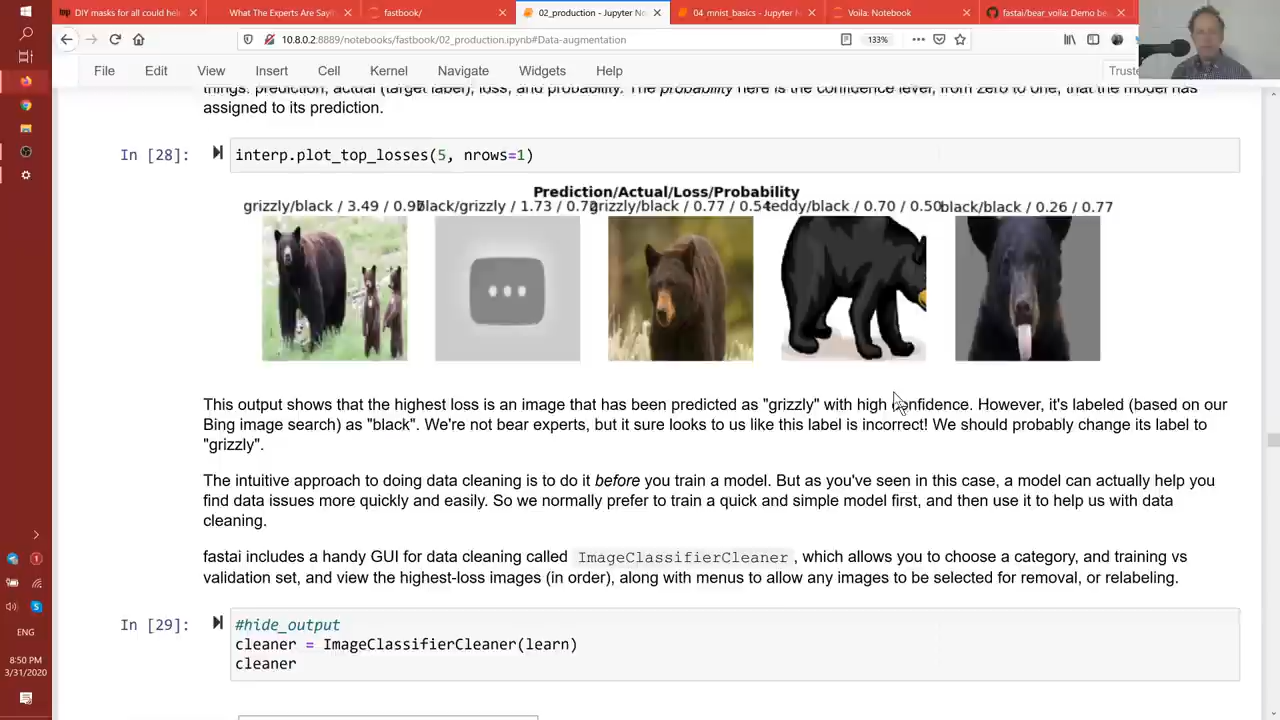 DIY masks for all could hel
What The Experts Are Sayi
fastbook/
02_production - Jupyter No
04_mnist_basics - Jupyter N
Voila: Notebook
fastai/bear_voila: Demo be
10.8.0.2:8889/notebooks/fastbook/02_production.ipynb#Data-augmentation
133%
File Edit View Insert Cell Kernel Navigate Widgets Help
Truste
things: prediction, actual (target label), loss, and probability. The probability here is the confidence level, from zero to one, that the model has
assigned to its prediction.
In [28]:
interp.plot_top_losses(5, nrows=1)
Prediction/Actual/Loss/Probability
grizzly/black / 3.49 / 0.97
black/grizzly / 1.73 / 0.72
grizzly/black / 0.77 / 0.54
teddy/black / 0.70 / 0.50
black/black / 0.26 / 0.77
This output shows that the highest loss is an image that has been predicted as "grizzly" with high confidence. However, it's labeled (based on our
Bing image search) as "black". We're not bear experts, but it sure looks to us like this label is incorrect! We should probably change its label to
"grizzly".
The intuitive approach to doing data cleaning is to do it before you train a model. But as you've seen in this case, a model can actually help you
find data issues more quickly and easily. So we normally prefer to train a quick and simple model first, and then use it to help us with data
cleaning.
fastai includes a handy GUI for data cleaning called ImageClassifierCleaner, which allows you to choose a category, and training vs
validation set, and view the highest-loss images (in order), along with menus to allow any images to be selected for removal, or relabeling.
In [29]:
#hide_output
cleaner = ImageClassifierCleaner(learn)
cleaner
ENG
8:50 PM
3/31/2020